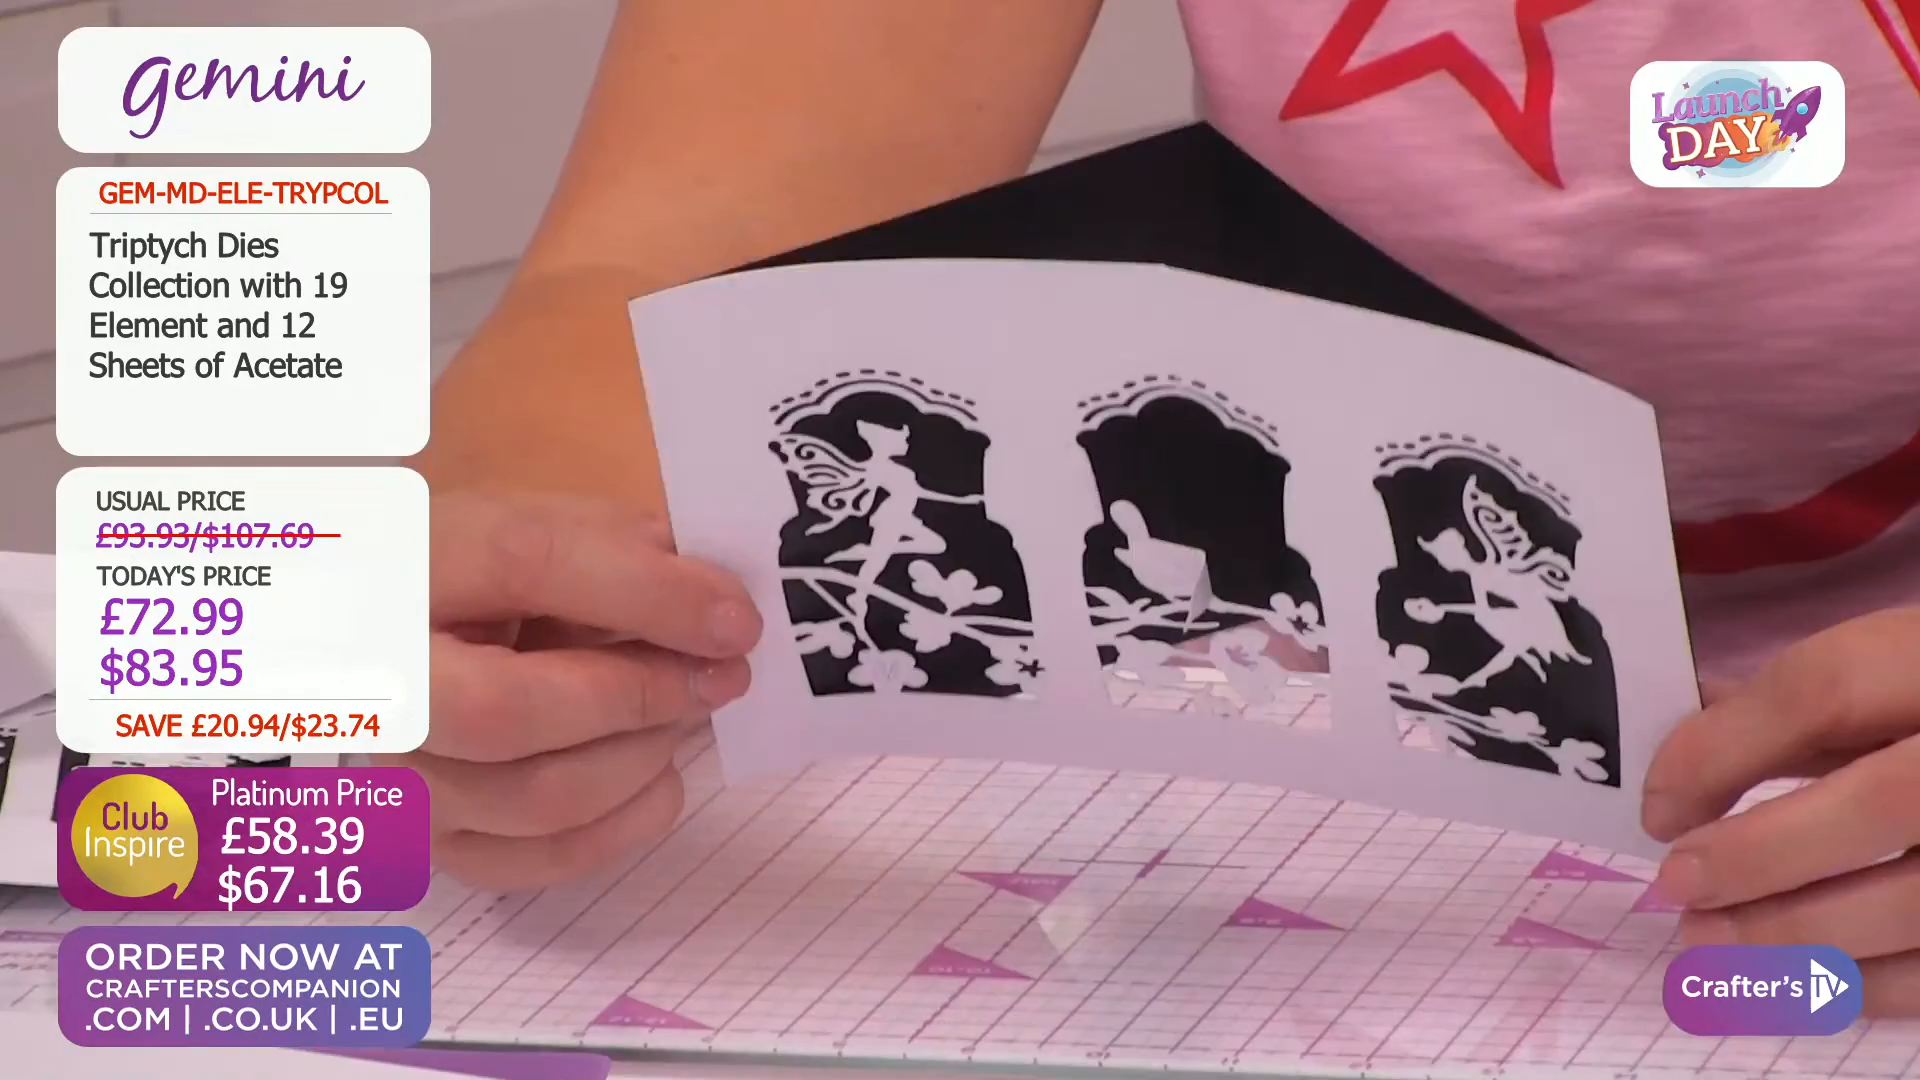 gemini
GEM-MD-ELE-TRYPCOL
Triptych Dies
Collection with 19
Element and 12
Sheets of Acetate
USUAL PRICE
£93.93/$107.69
TODAY'S PRICE
£72.99
$83.95
SAVE £20.94/$23.74
Club
Inspire
Platinum Price
£58.39
$67.16
ORDER NOW AT
CRAFTERSCOMPANION
.COM | .CO.UK | .EU
Launch
DAY
Crafter's TV